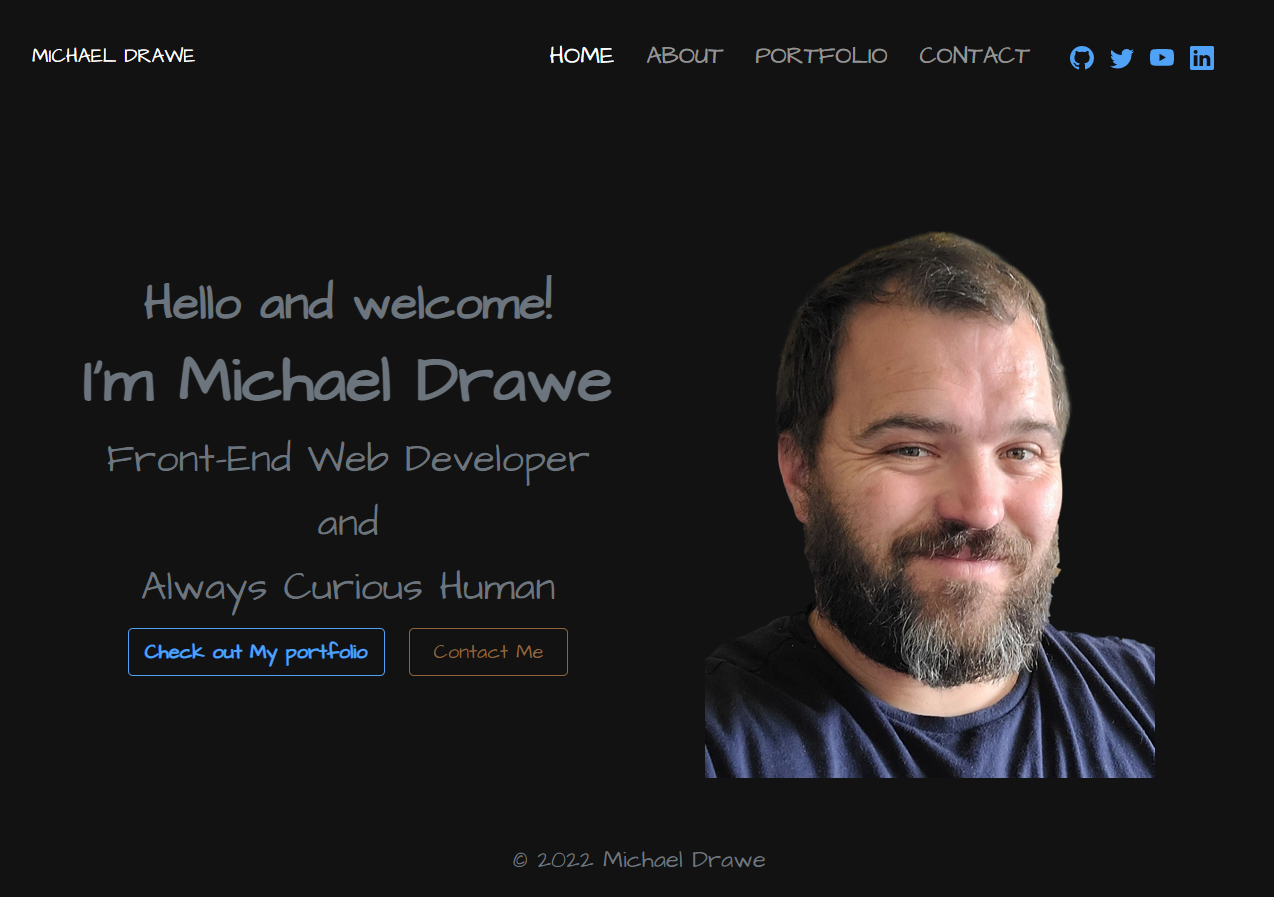 MICHAEL DRAWE
HOME ABOUT PORTFOLIO CONTACT
Hello and welcome!
I'm Michael Drawe
Front-End Web Developer
and
Always Curious Human
Check out My portfolio
Contact Me
© 2022 Michael Drawe